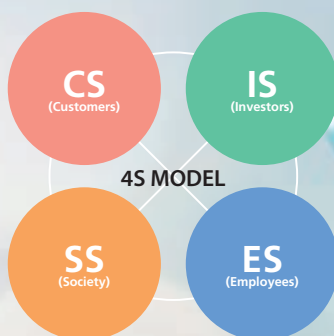 CS
(Customers)
IS
(Investors)
4S MODEL
SS
(Society)
ES
(Employees)